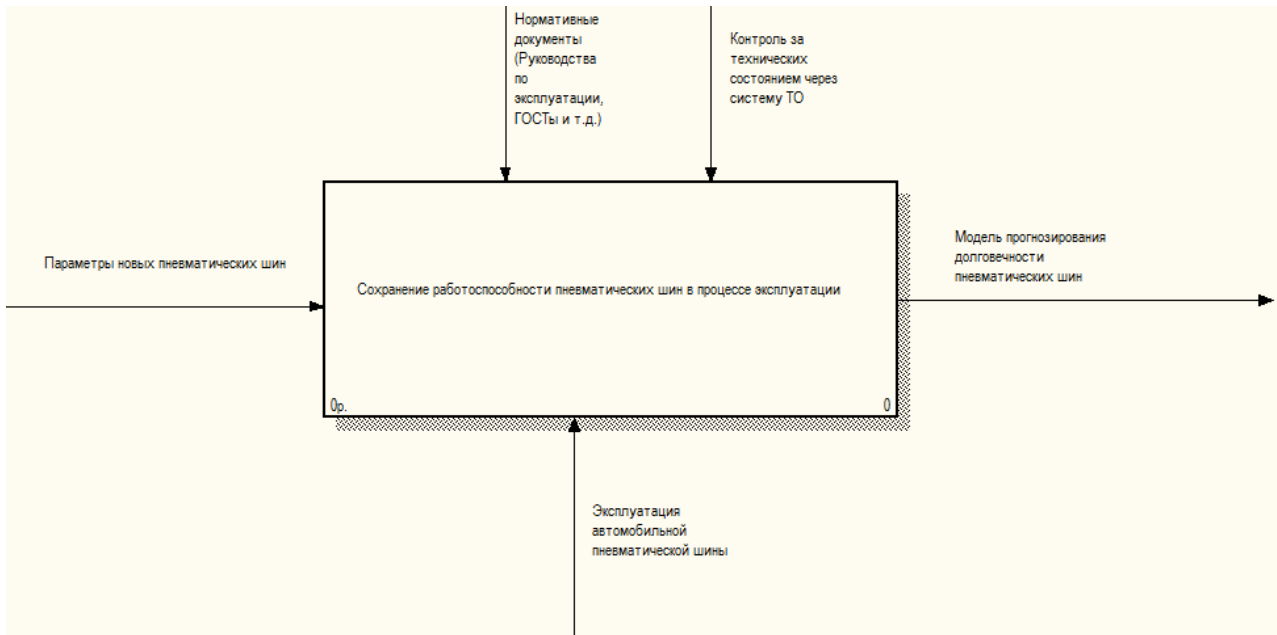 Нормативные
документы
(Руководства
по
эксплуатации,
ГОСТы и т.д.)
Контроль за
технических
состоянием через
систему ТО
Параметры новых пневматических шин
Сохранение работоспособности пневматических шин в процессе эксплуатации
Модель прогнозирования
долговечности
пневматических шин
0р.
0
Эксплуатация
автомобильной
пневматической шины